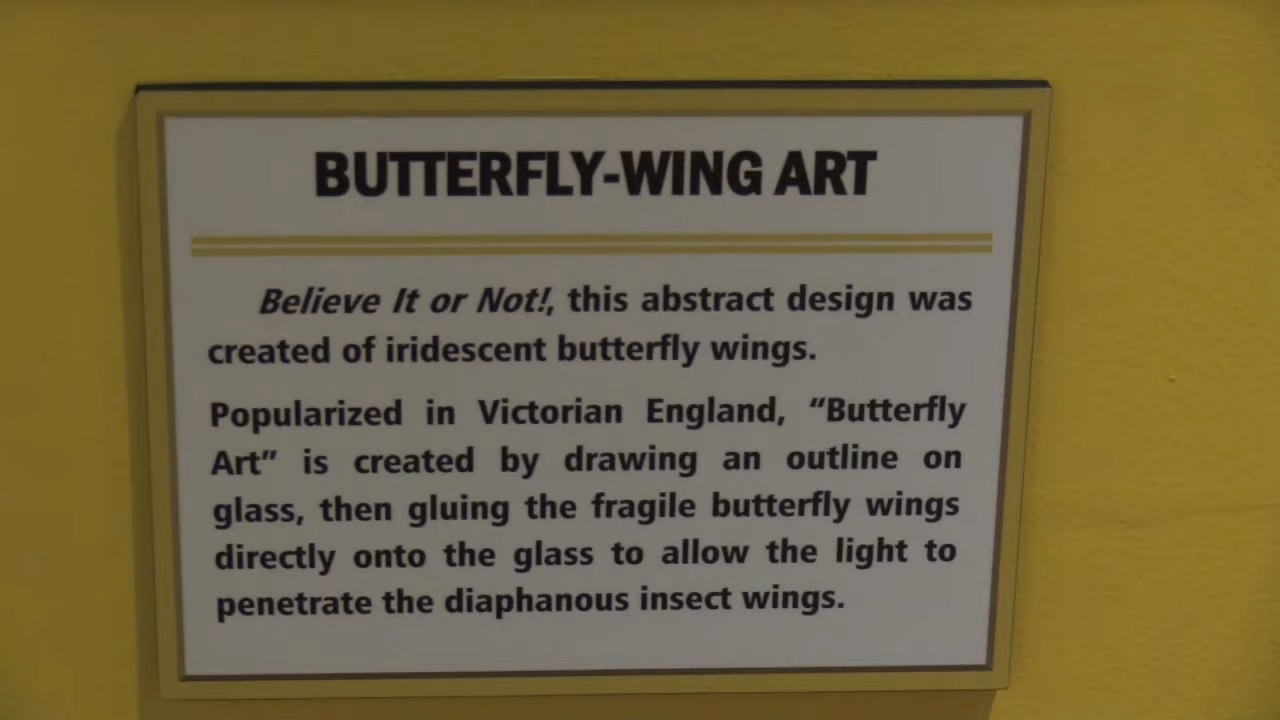 BUTTERFLY-WING ART
Believe It or Not!, this abstract design was
created of iridescent butterfly wings.
Popularized in Victorian England, “Butterfly
Art” is created by drawing an outline on
glass, then gluing the fragile butterfly wings
directly onto the glass to allow the light to
penetrate the diaphanous insect wings.